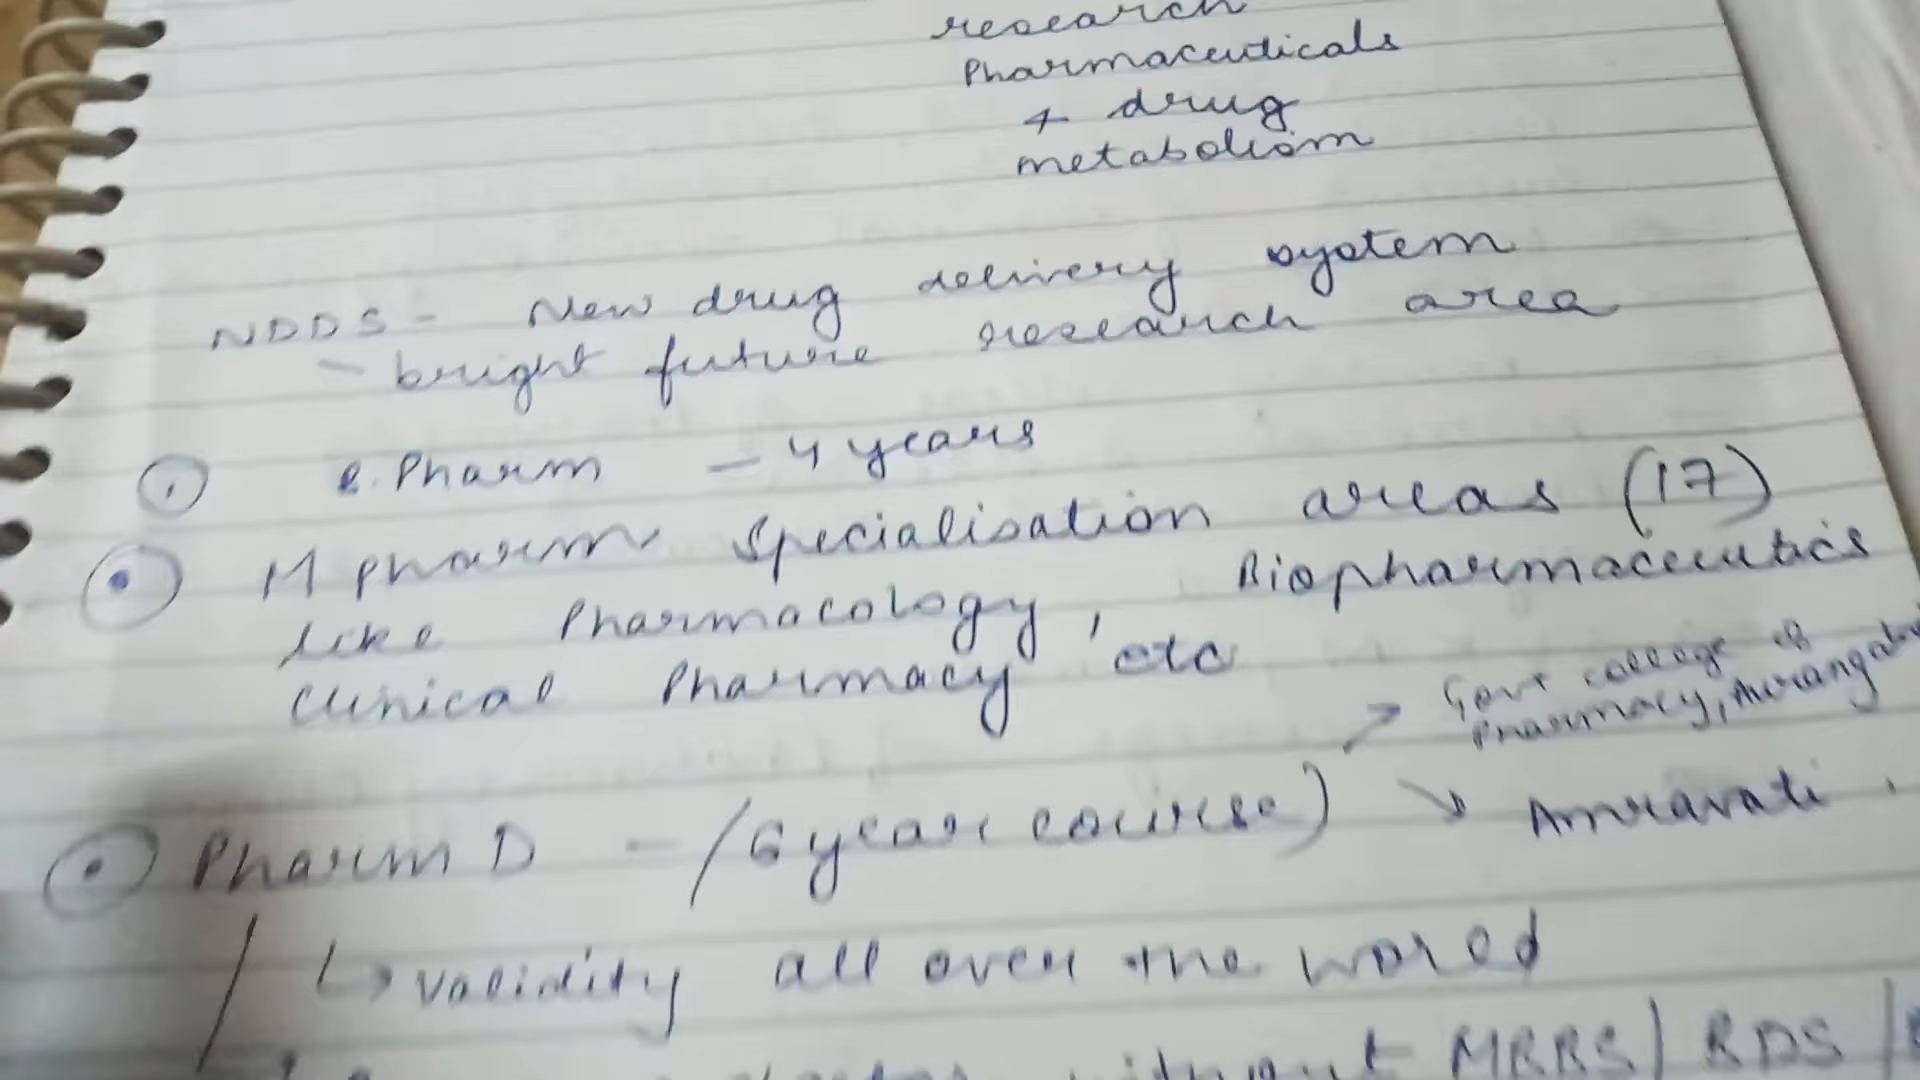 research
Pharmaceuticals
+ drug
metabolism
NDDS - New drug delivery system
- bright future research area
① B. Pharm - 4 years
M pharm specialisation areas (17)
like Pharmacology, Biopharmaceutics
Clinical Pharmacy, etc
→ Govt college of
Pharmacy, Aurangabad
Pharm D - (6 year course) ↘ Amravati.
↳ validity all over the world
without MBBS / BDS /